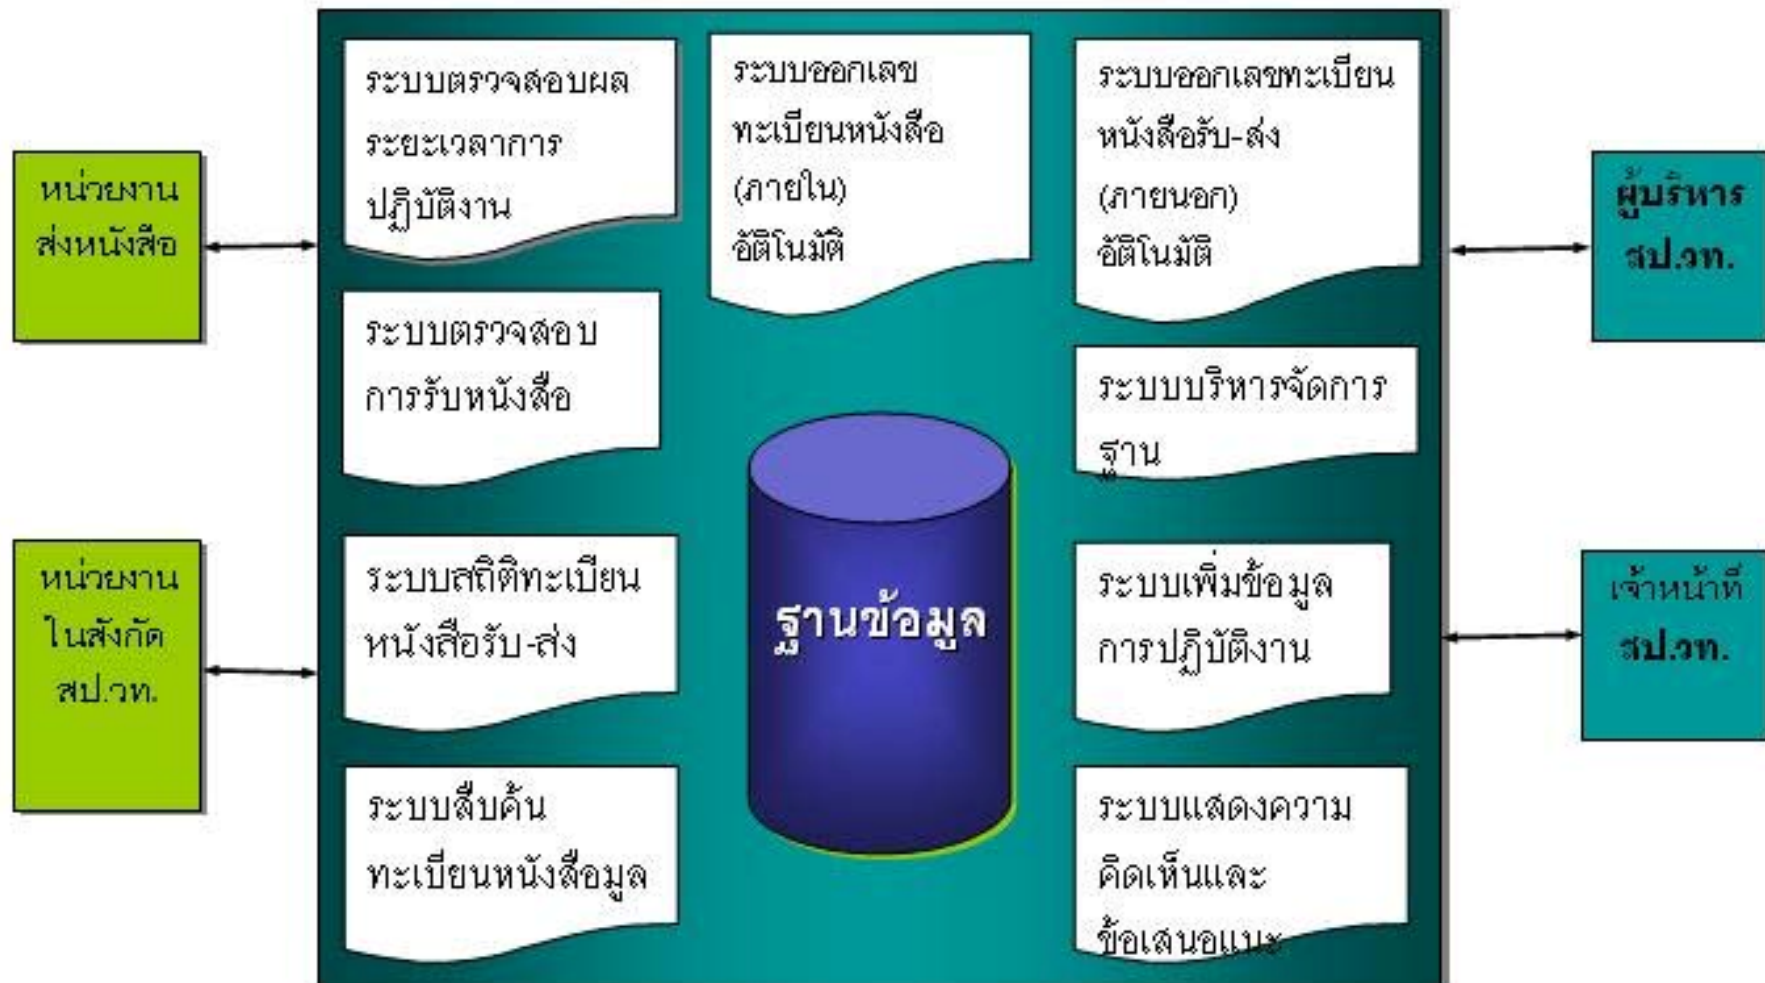 หน่วยงาน
ส่งหนังสือ
หน่วยงาน
ในสังกัด
สป.วท.
ระบบตรวจสอบผล
ระยะเวลาการ
ปฏิบัติงาน
ระบบตรวจสอบ
การรับหนังสือ
ระบบสถิติทะเบียน
หนังสือรับ-ส่ง
ระบบสืบค้น
ทะเบียนหนังสือมูล
ระบบออกเลข
ทะเบียนหนังสือ
(ภายใน)
อัติโนมัติ
ฐานข้อมูล
ระบบออกเลขทะเบียน
หนังสือรับ-ส่ง
(ภายนอก)
อัติโนมัติ
ระบบบริหารจัดการ
ฐาน
ระบบเพิ่มข้อมูล
การปฏิบัติงาน
ระบบแสดงความ
คิดเห็นและ
ข้อเสนอแนะ
ผู้บริหาร
สป.วท.
เจ้าหน้าที่
สป.วท.